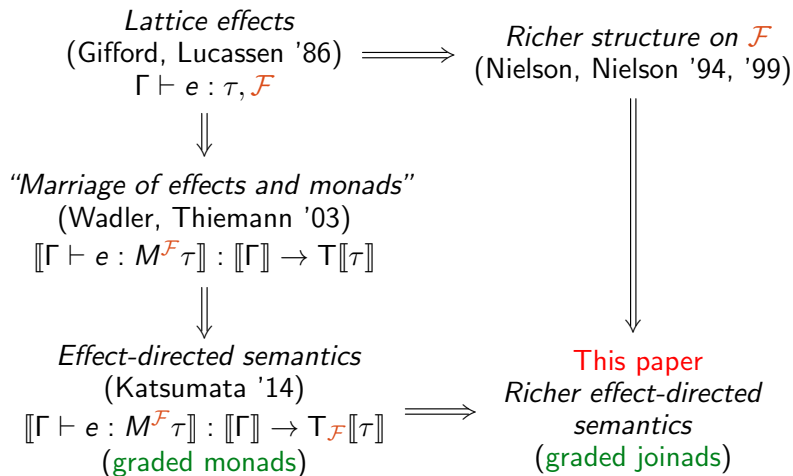 Lattice effects
(Gifford, Lucassen '86)
Γ ⊢ e : τ, F
Richer structure on F
(Nielson, Nielson '94, '99)
"Marriage of effects and monads"
(Wadler, Thiemann '03)
⟦Γ ⊢ e : M^F τ⟧ : ⟦Γ⟧ → T⟦τ⟧
Effect-directed semantics
(Katsumata '14)
⟦Γ ⊢ e : M^F τ⟧ : ⟦Γ⟧ → T_F⟦τ⟧
(graded monads)
This paper
Richer effect-directed
semantics
(graded joinads)